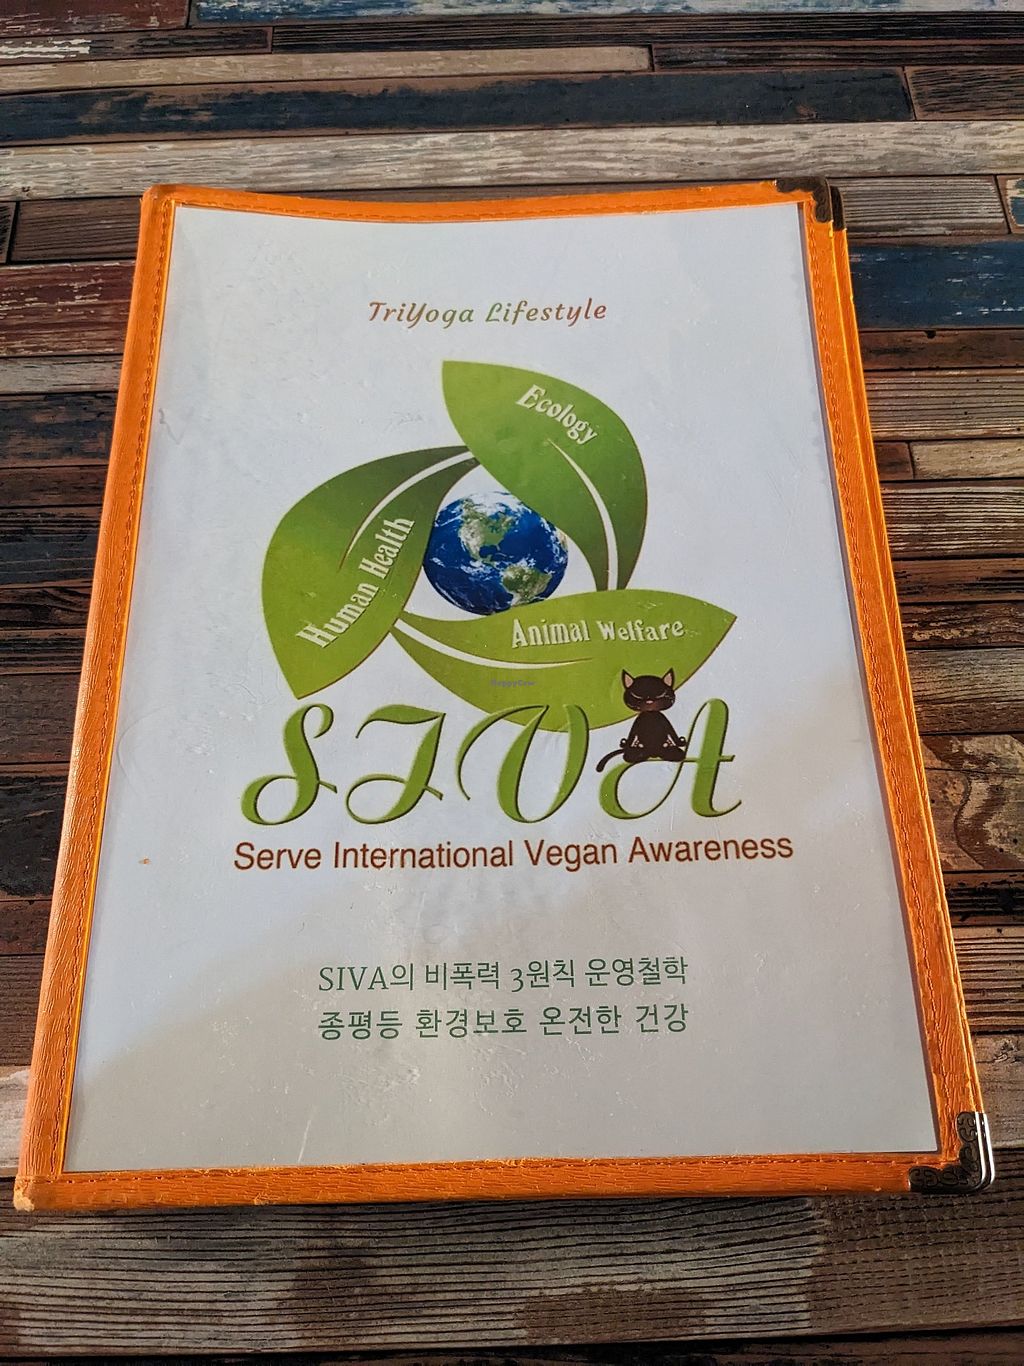 TriYoga Lifestyle
Ecology
Human Health
Animal Welfare
HappyCow
SIVA
Serve International Vegan Awareness
SIVA의 비폭력 3원칙 운영철학
종평등 환경보호 온전한 건강